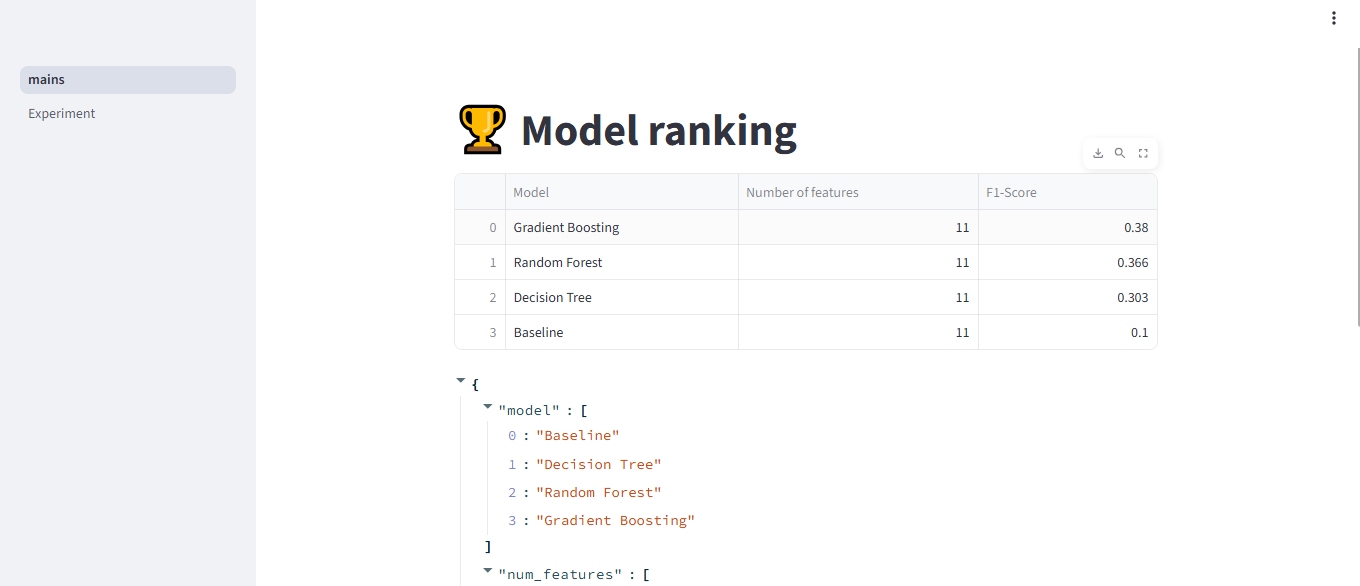 mains
Experiment
🏆 Model ranking
Model Number of features F1-Score
0 Gradient Boosting 11 0.38
1 Random Forest 11 0.366
2 Decision Tree 11 0.303
3 Baseline 11 0.1
{
"model" : [
0 : "Baseline"
1 : "Decision Tree"
2 : "Random Forest"
3 : "Gradient Boosting"
]
"num_features" : [